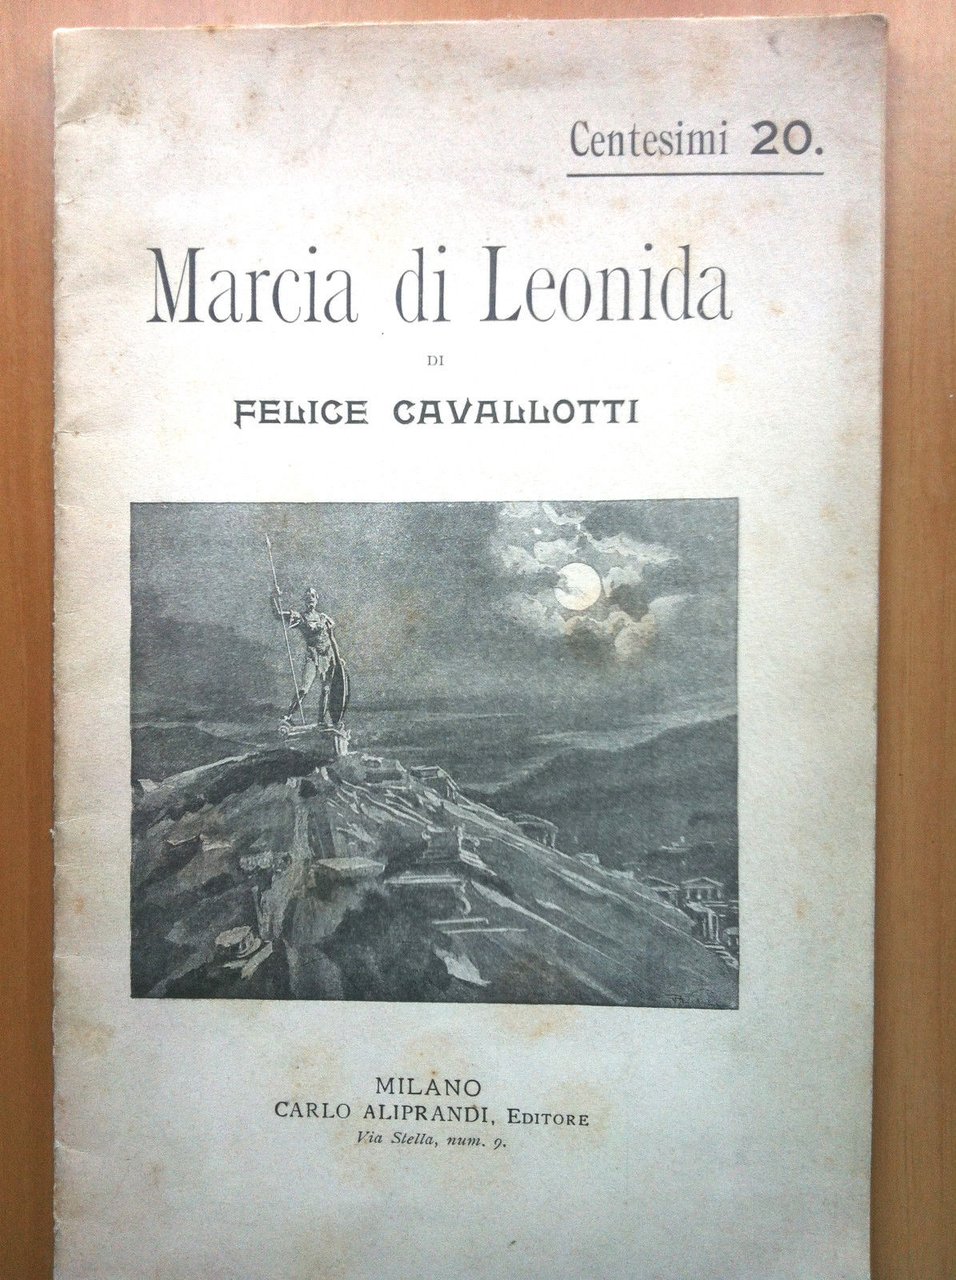 Centesimi 20.
Marcia di Leonida
DI
FELICE CAVALLOTTI
MILANO
CARLO ALIPRANDI, EDITORE
Via Stella, num. 9.